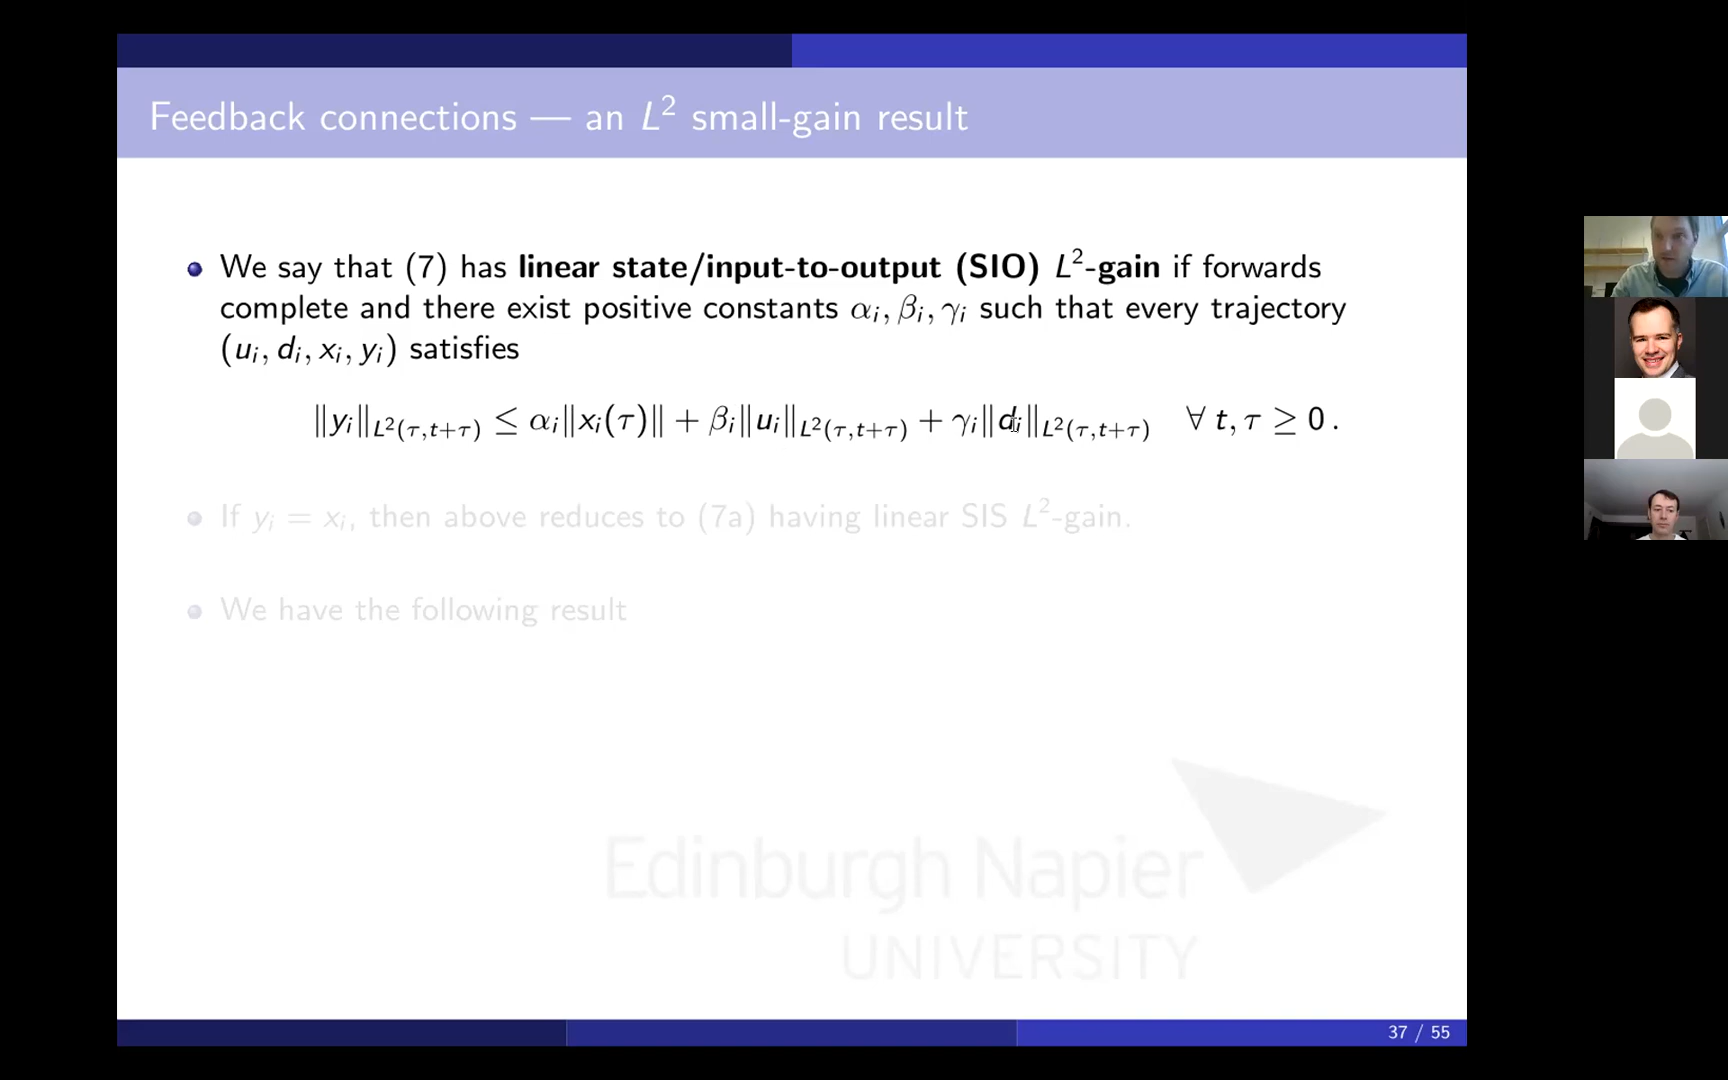 Feedback connections — an L² small-gain result
We say that (7) has linear state/input-to-output (SIO) L²-gain if forwards
complete and there exist positive constants αᵢ, βᵢ, γᵢ such that every trajectory
(uᵢ, dᵢ, xᵢ, yᵢ) satisfies
‖yᵢ‖_{L²(τ,t+τ)} ≤ αᵢ‖xᵢ(τ)‖ + βᵢ‖uᵢ‖_{L²(τ,t+τ)} + γᵢ‖dᵢ‖_{L²(τ,t+τ)} ∀ t, τ ≥ 0 .
If yᵢ = xᵢ, then above reduces to (7a) having linear SIS L²-gain.
We have the following result
Edinburgh Napier
UNIVERSITY
37 / 55